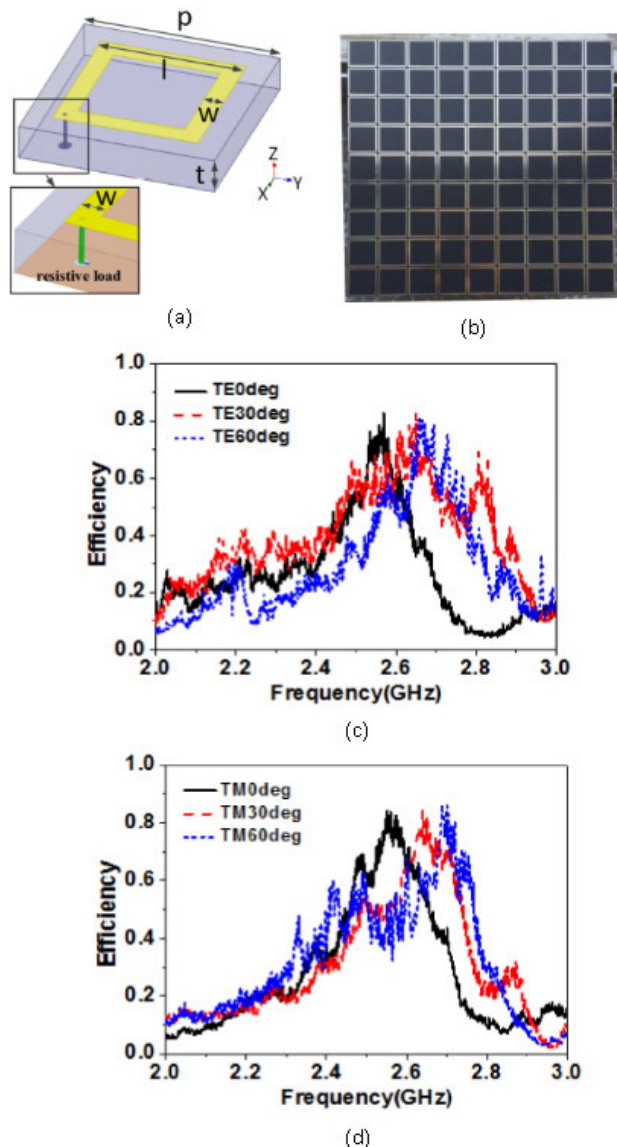 p
l
w
t
Z
X
Y
w
resistive load
(a)
(b)
1.0
TE0deg
TE30deg
TE60deg
0.8
0.6
0.4
0.2
0.0
Efficiency
2.0 2.2 2.4 2.6 2.8 3.0
Frequency(GHz)
(c)
1.0
TM0deg
TM30deg
TM60deg
0.8
0.6
0.4
0.2
0.0
Efficiency
2.0 2.2 2.4 2.6 2.8 3.0
Frequency(GHz)
(d)